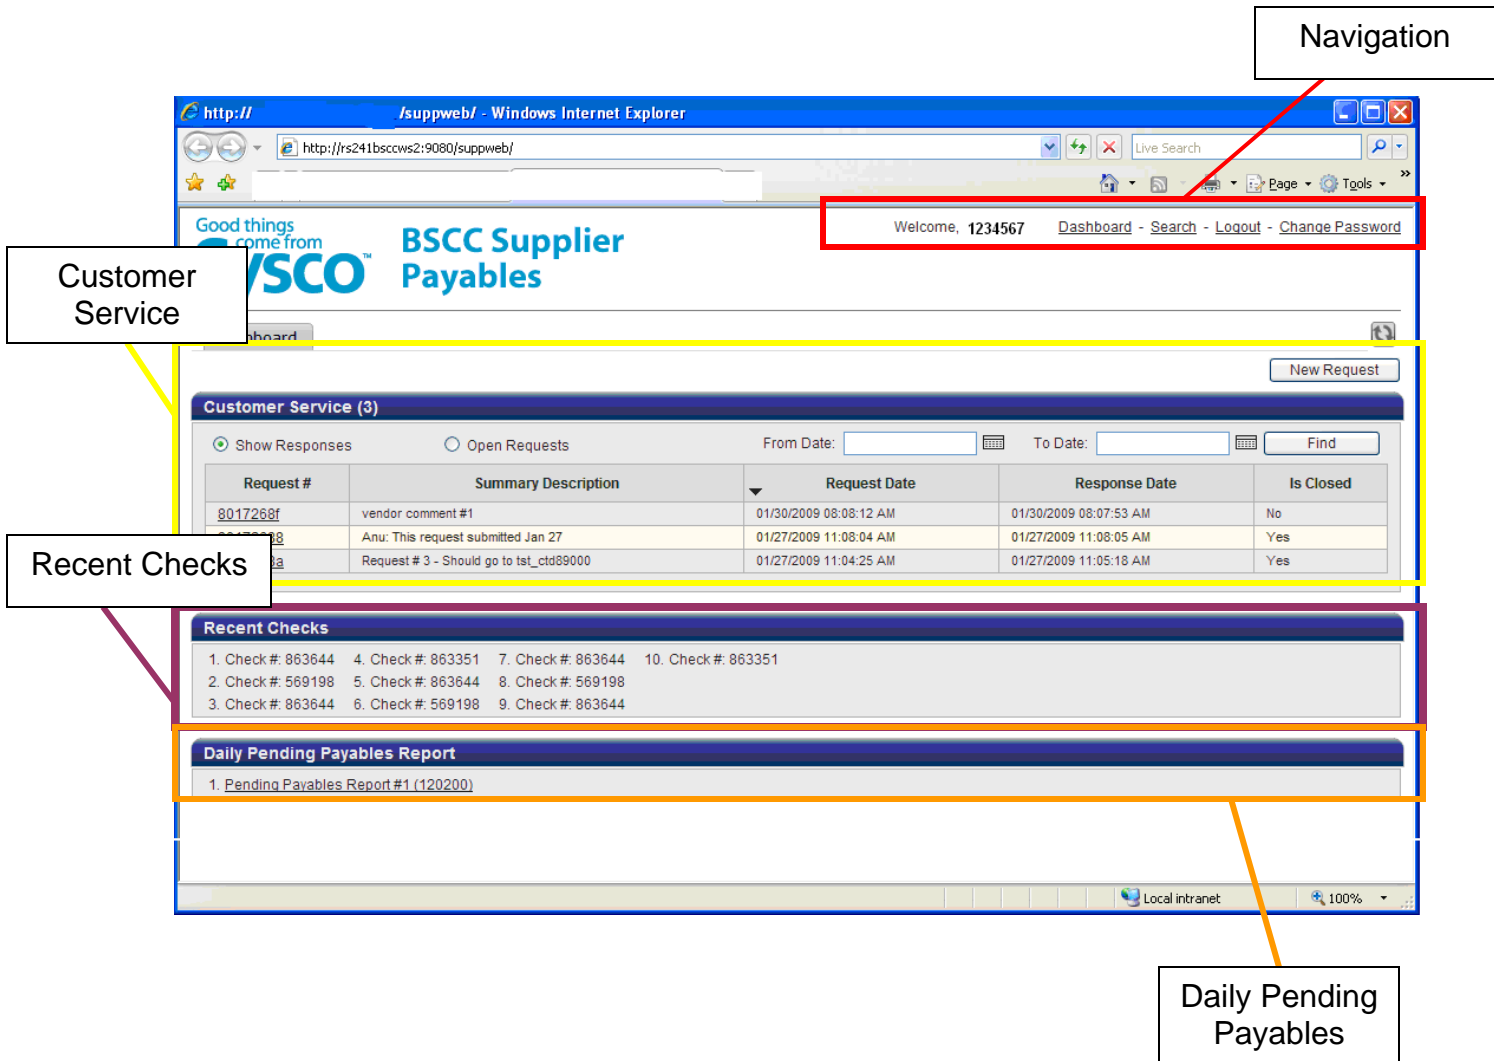 Navigation
http://   /suppweb/ - Windows Internet Explorer
http://rs241bsccws2:9080/suppweb/
Live Search
Page
Tools
»
Welcome, 1234567 Dashboard - Search - Logout - Change Password
Good things
come from
SYSCO™
BSCC Supplier
Payables
Customer
Service
New Request
Customer Service (3)
Show Responses Open Requests From Date: To Date: Find
Request # Summary Description Request Date Response Date Is Closed
8017268f vendor comment #1 01/30/2009 08:08:12 AM 01/30/2009 08:07:53 AM No
Anu: This request submitted Jan 27 01/27/2009 11:08:04 AM 01/27/2009 11:08:05 AM Yes
Request # 3 - Should go to tst_ctd89000 01/27/2009 11:04:25 AM 01/27/2009 11:05:18 AM Yes
Recent Checks
Recent Checks
1. Check #: 863644 4. Check #: 863351 7. Check #: 863644 10. Check #: 863351
2. Check #: 569198 5. Check #: 863644 8. Check #: 569198
3. Check #: 863644 6. Check #: 569198 9. Check #: 863644
Daily Pending Payables Report
1. Pending Payables Report #1 (120200)
Local intranet 100%
Daily Pending
Payables